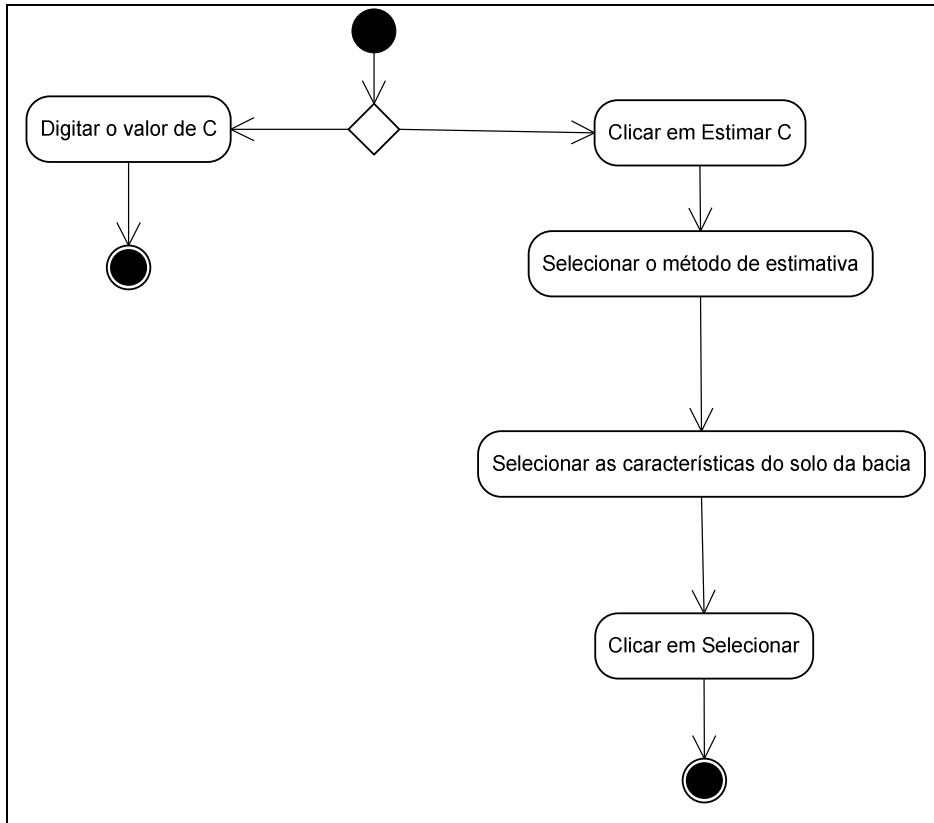 Digitar o valor de C
Clicar em Estimar C
Selecionar o método de estimativa
Selecionar as características do solo da bacia
Clicar em Selecionar